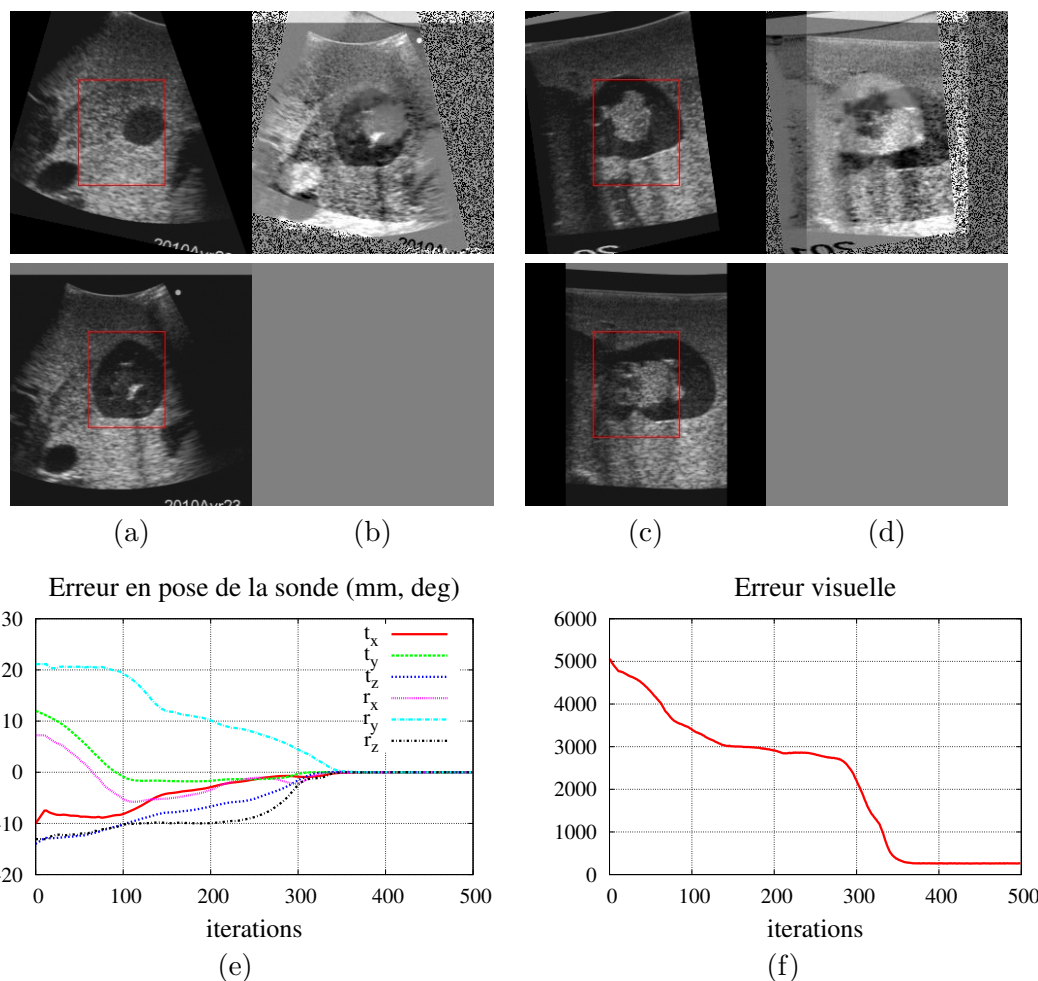 2010Avr23
(a) (b) (c) (d)
Erreur en pose de la sonde (mm, deg)
30
20
10
0
-10
-20
t_x
t_y
t_z
r_x
r_y
r_z
0 100 200 300 400 500
iterations
(e)
Erreur visuelle
6000
5000
4000
3000
2000
1000
0
0 100 200 300 400 500
iterations
(f)